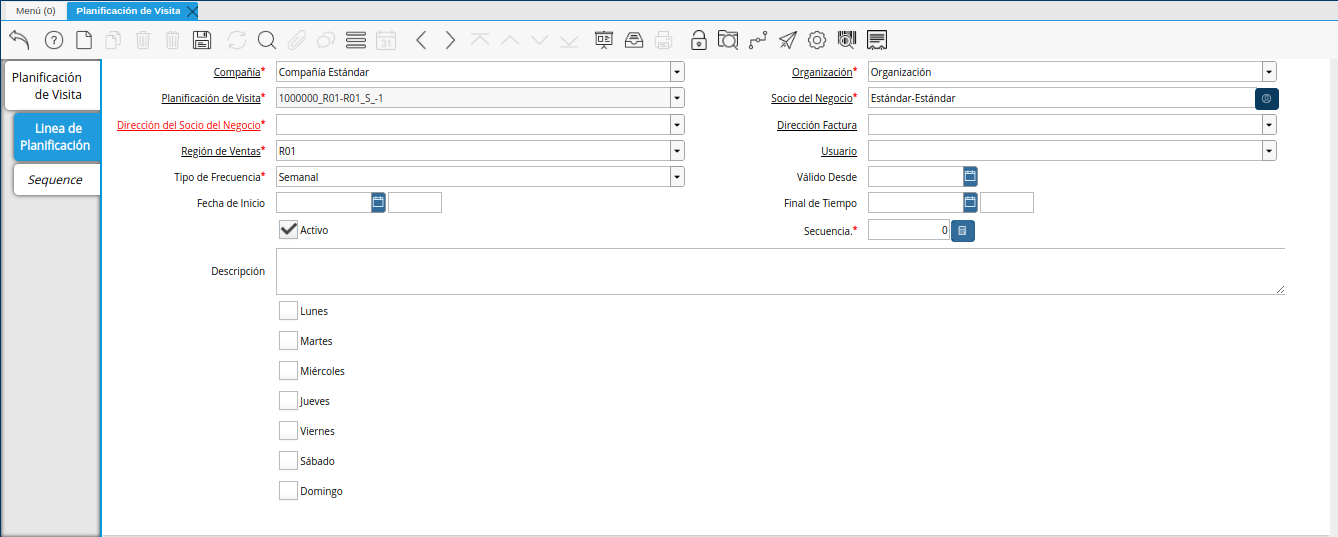 Menú (0)
Planificación de Visita
31
Planificación
de Visita
Linea de
Planificación
Sequence
Compañía* Compañía Estándar
Organización* Organización
Planificación de Visita* 1000000_R01-R01_S_-1
Socio del Negocio* Estándar-Estándar
Dirección del Socio del Negocio*
Dirección Factura
Región de Ventas* R01
Usuario
Tipo de Frecuencia* Semanal
Válido Desde
Fecha de Inicio
Final de Tiempo
Activo
Secuencia.* 0
Descripción
Lunes
Martes
Miércoles
Jueves
Viernes
Sábado
Domingo